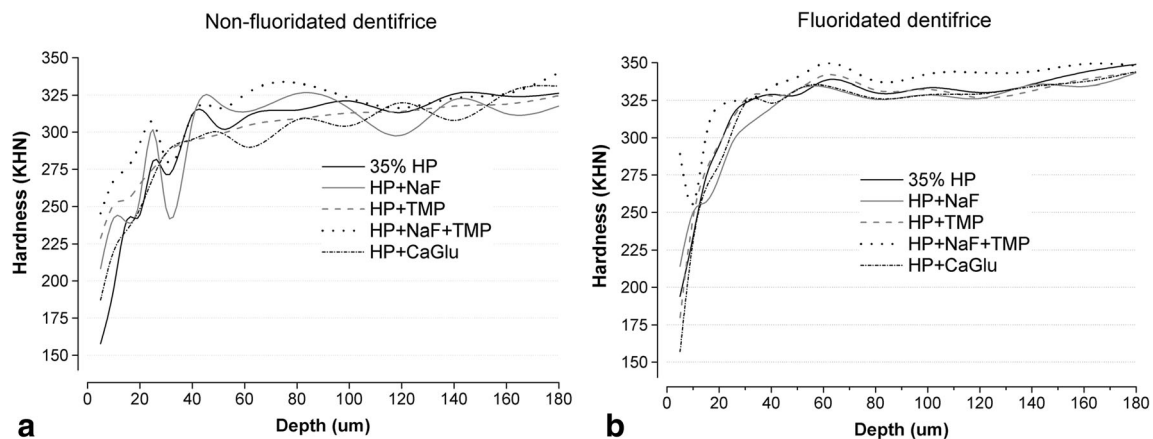 a
Non-fluoridated dentifrice
350
325
300
275
250
225
300
175
150
Hardness (KHN)
35% HP
HP+NaF
HP+TMP
HP+NaF+TMP
HP+CaGlu
0 20 40 60 80 100 120 140 160 180
Depth (um)
b
Fluoridated dentifrice
350
325
300
275
250
225
300
175
150
Hardness (KHN)
35% HP
HP+NaF
HP+TMP
HP+NaF+TMP
HP+CaGlu
0 20 40 60 80 100 120 140 160 180
Depth (um)